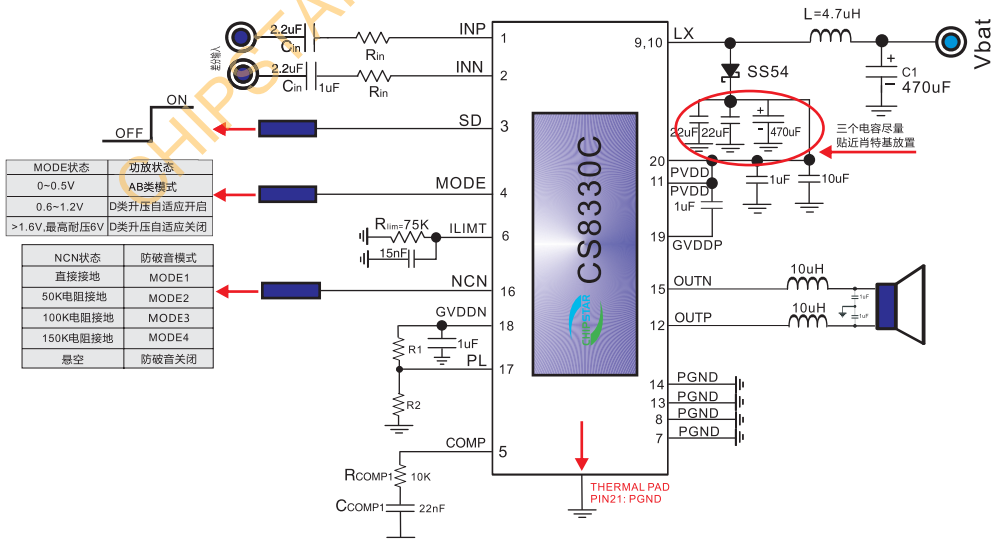 2.2uF
Cin
Rin
INP
1
差分输入
2.2uF
Cin
1uF
Rin
INN
2
ON
OFF
SD
3
MODE
4
MODE状态 功放状态
0~0.5V AB类模式
0.6~1.2V D类升压自适应开启
>1.6V,最高耐压6V D类升压自适应关闭
Rlim=75K
ILIMT
6
15nF
NCN状态 防破音模式
直接接地 MODE1
50K电阻接地 MODE2
100K电阻接地 MODE3
150K电阻接地 MODE4
悬空 防破音关闭
NCN
16
GVDDN
18
1uF
R1
PL
17
R2
COMP
5
RCOMP1
10K
CCOMP1
22nF
CHIPSTAR
CS8330C
CHIPSTAR
THERMAL PAD
PIN21: PGND
9,10
LX
L=4.7uH
Vbat
SS54
+
-
C1
470uF
22uF
22uF
+
-
470uF
三个电容尽量
贴近肖特基放置
20
PVDD
11
PVDD
1uF
10uF
1uF
19
GVDDP
15
OUTN
10uH
1uF
12
OUTP
10uH
1uF
14
PGND
13
PGND
8
PGND
7
PGND